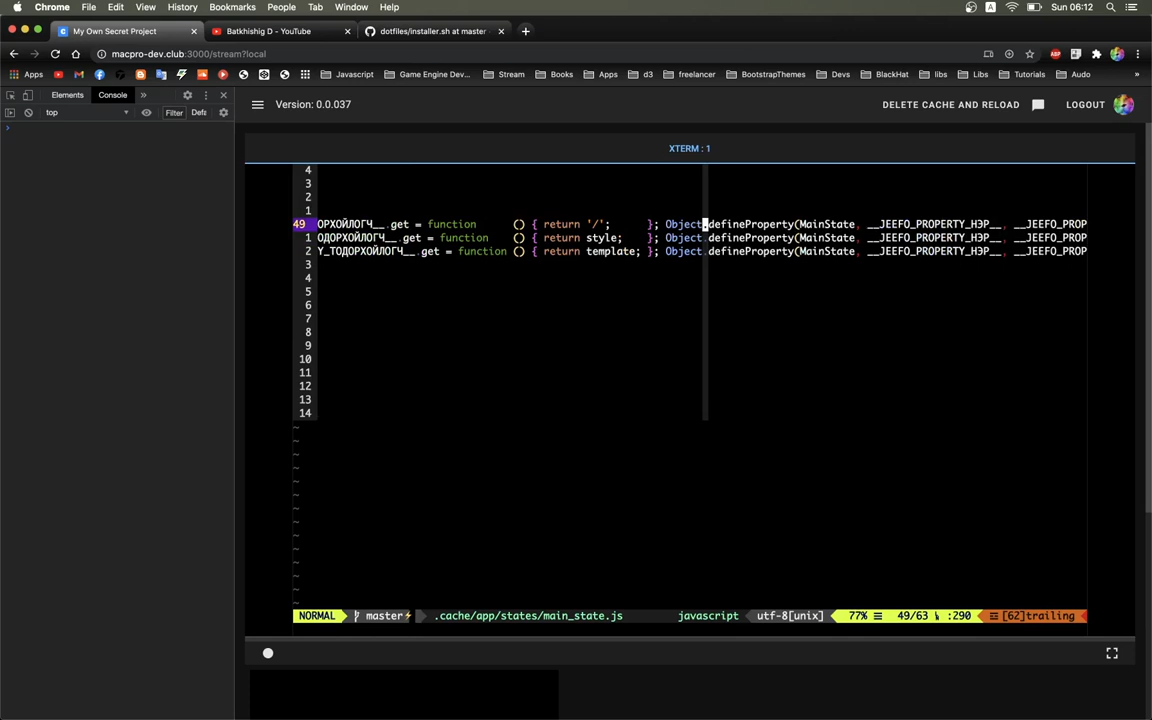 Chrome File Edit View History Bookmarks People Tab Window Help A Sun 06:12
My Own Secret Project × Batkhishig D - YouTube × dotfiles/installer.sh at master × +
macpro-dev.club:3000/stream?local
Apps Javascript Game Engine Dev... Stream Books Apps d3 freelancer BootstrapThemes Devs BlackHat libs Libs Tutorials Audo »
Elements Console »
top Filter Defa
Version: 0.0.037 DELETE CACHE AND RELOAD LOGOUT
XTERM : 1
4
3
2
1
49 ОРХОЙЛОГЧ__.get = function () { return '/'; }; Object.defineProperty(MainState, __JEEFO_PROPERTY_НЭР__, __JEEFO_PROP
1 ОДОРХОЙЛОГЧ__.get = function () { return style; }; Object.defineProperty(MainState, __JEEFO_PROPERTY_НЭР__, __JEEFO_PROP
2 Y_ТОДОРХОЙЛОГЧ__.get = function () { return template; }; Object.defineProperty(MainState, __JEEFO_PROPERTY_НЭР__, __JEEFO_PROP
3
4
5
6
7
8
9
10
11
12
13
14
~
~
~
~
~
~
~
~
~
~
~
~
~
~
NORMAL master⚡ .cache/app/states/main_state.js javascript utf-8[unix] 77% ☰ 49/63 :290 ☲ [62]trailing